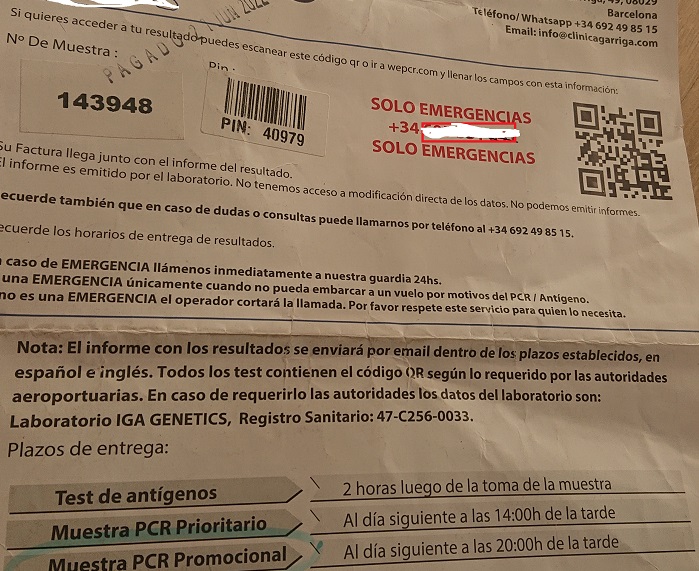 08029
Barcelona
Teléfono/ Whatsapp +34 692 49 85 15
Email: info@clinicagarriga.com
Si quieres acceder a tu resultado puedes escanear este código qr o ir a wepcr.com y llenar los campos con esta información:
PAGADO
JUN 2022
Nº De Muestra :
Pin :
143948
PIN: 40979
SOLO EMERGENCIAS
+34
SOLO EMERGENCIAS
Su Factura llega junto con el informe del resultado.
El informe es emitido por el laboratorio. No tenemos acceso a modificación directa de los datos. No podemos emitir informes.
ecuerde también que en caso de dudas o consultas puede llamarnos por teléfono al +34 692 49 85 15.
ecuerde los horarios de entrega de resultados.
caso de EMERGENCIA llámenos inmediatamente a nuestra guardia 24hs.
una EMERGENCIA únicamente cuando no pueda embarcar a un vuelo por motivos del PCR / Antígeno.
no es una EMERGENCIA el operador cortará la llamada. Por favor respete este servicio para quien lo necesita.
Nota: El informe con los resultados se enviará por email dentro de los plazos establecidos, en
español e inglés. Todos los test contienen el código QR según lo requerido por las autoridades
aeroportuarias. En caso de requerirlo las autoridades los datos del laboratorio son:
Laboratorio IGA GENETICS, Registro Sanitario: 47-C256-0033.
Plazos de entrega:
Test de antígenos 2 horas luego de la toma de la muestra
Muestra PCR Prioritario Al día siguiente a las 14:00h de la tarde
Muestra PCR Promocional Al día siguiente a las 20:00h de la tarde